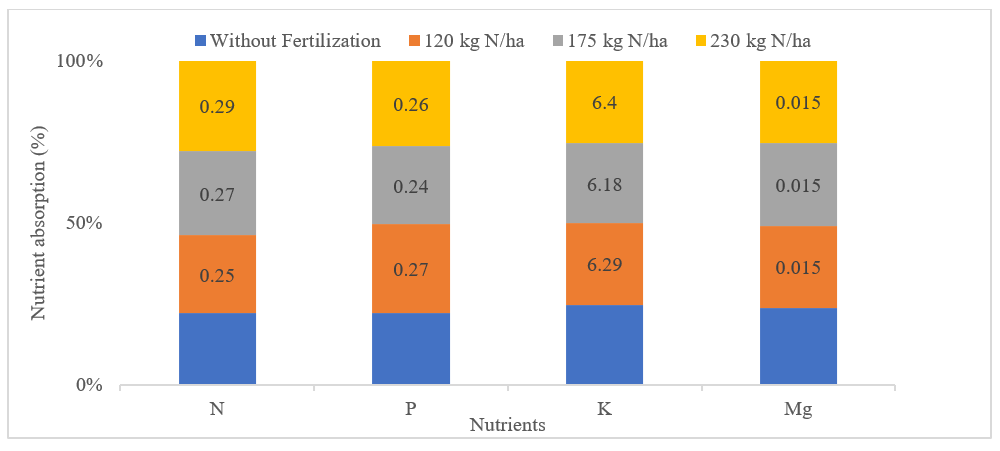 Without Fertilization 120 kg N/ha 175 kg N/ha 230 kg N/ha
100%
50%
0%
Nutrient absorption (%)
0.29 0.26 6.4 0.015
0.27 0.24 6.18 0.015
0.25 0.27 6.29 0.015
N P K Mg
Nutrients